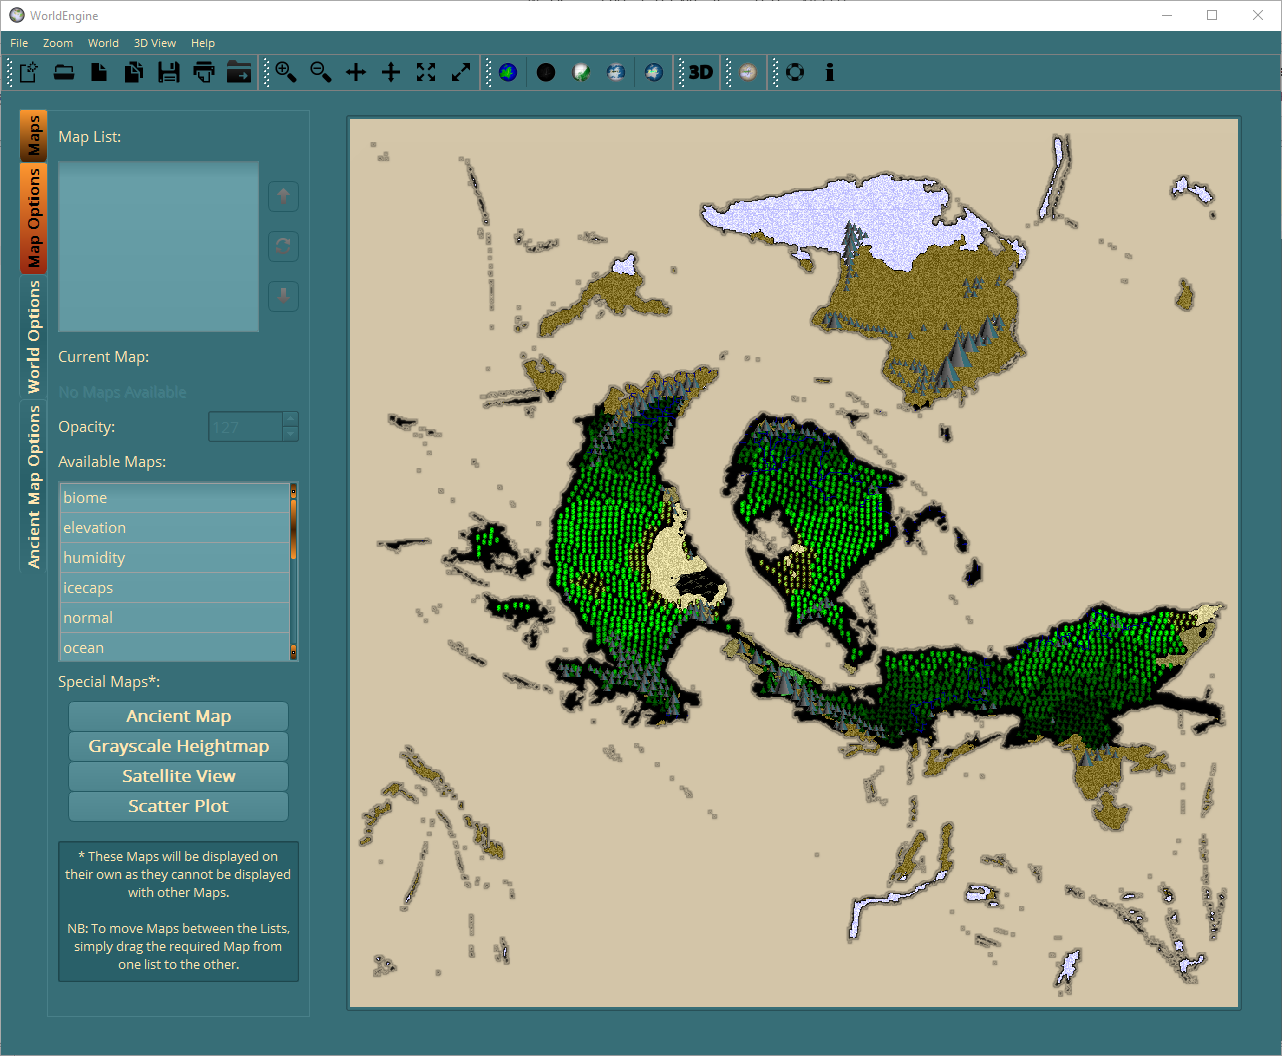 WorldEngine
File Zoom World 3D View Help
3D
Maps
Map Options
World Options
Ancient Map Options
Map List:
Current Map:
No Maps Available
Opacity:
127
Available Maps:
biome
elevation
humidity
icecaps
normal
ocean
Special Maps*:
Ancient Map
Grayscale Heightmap
Satellite View
Scatter Plot
* These Maps will be displayed on
their own as they cannot be displayed
with other Maps.
NB: To move Maps between the Lists,
simply drag the required Map from
one list to the other.